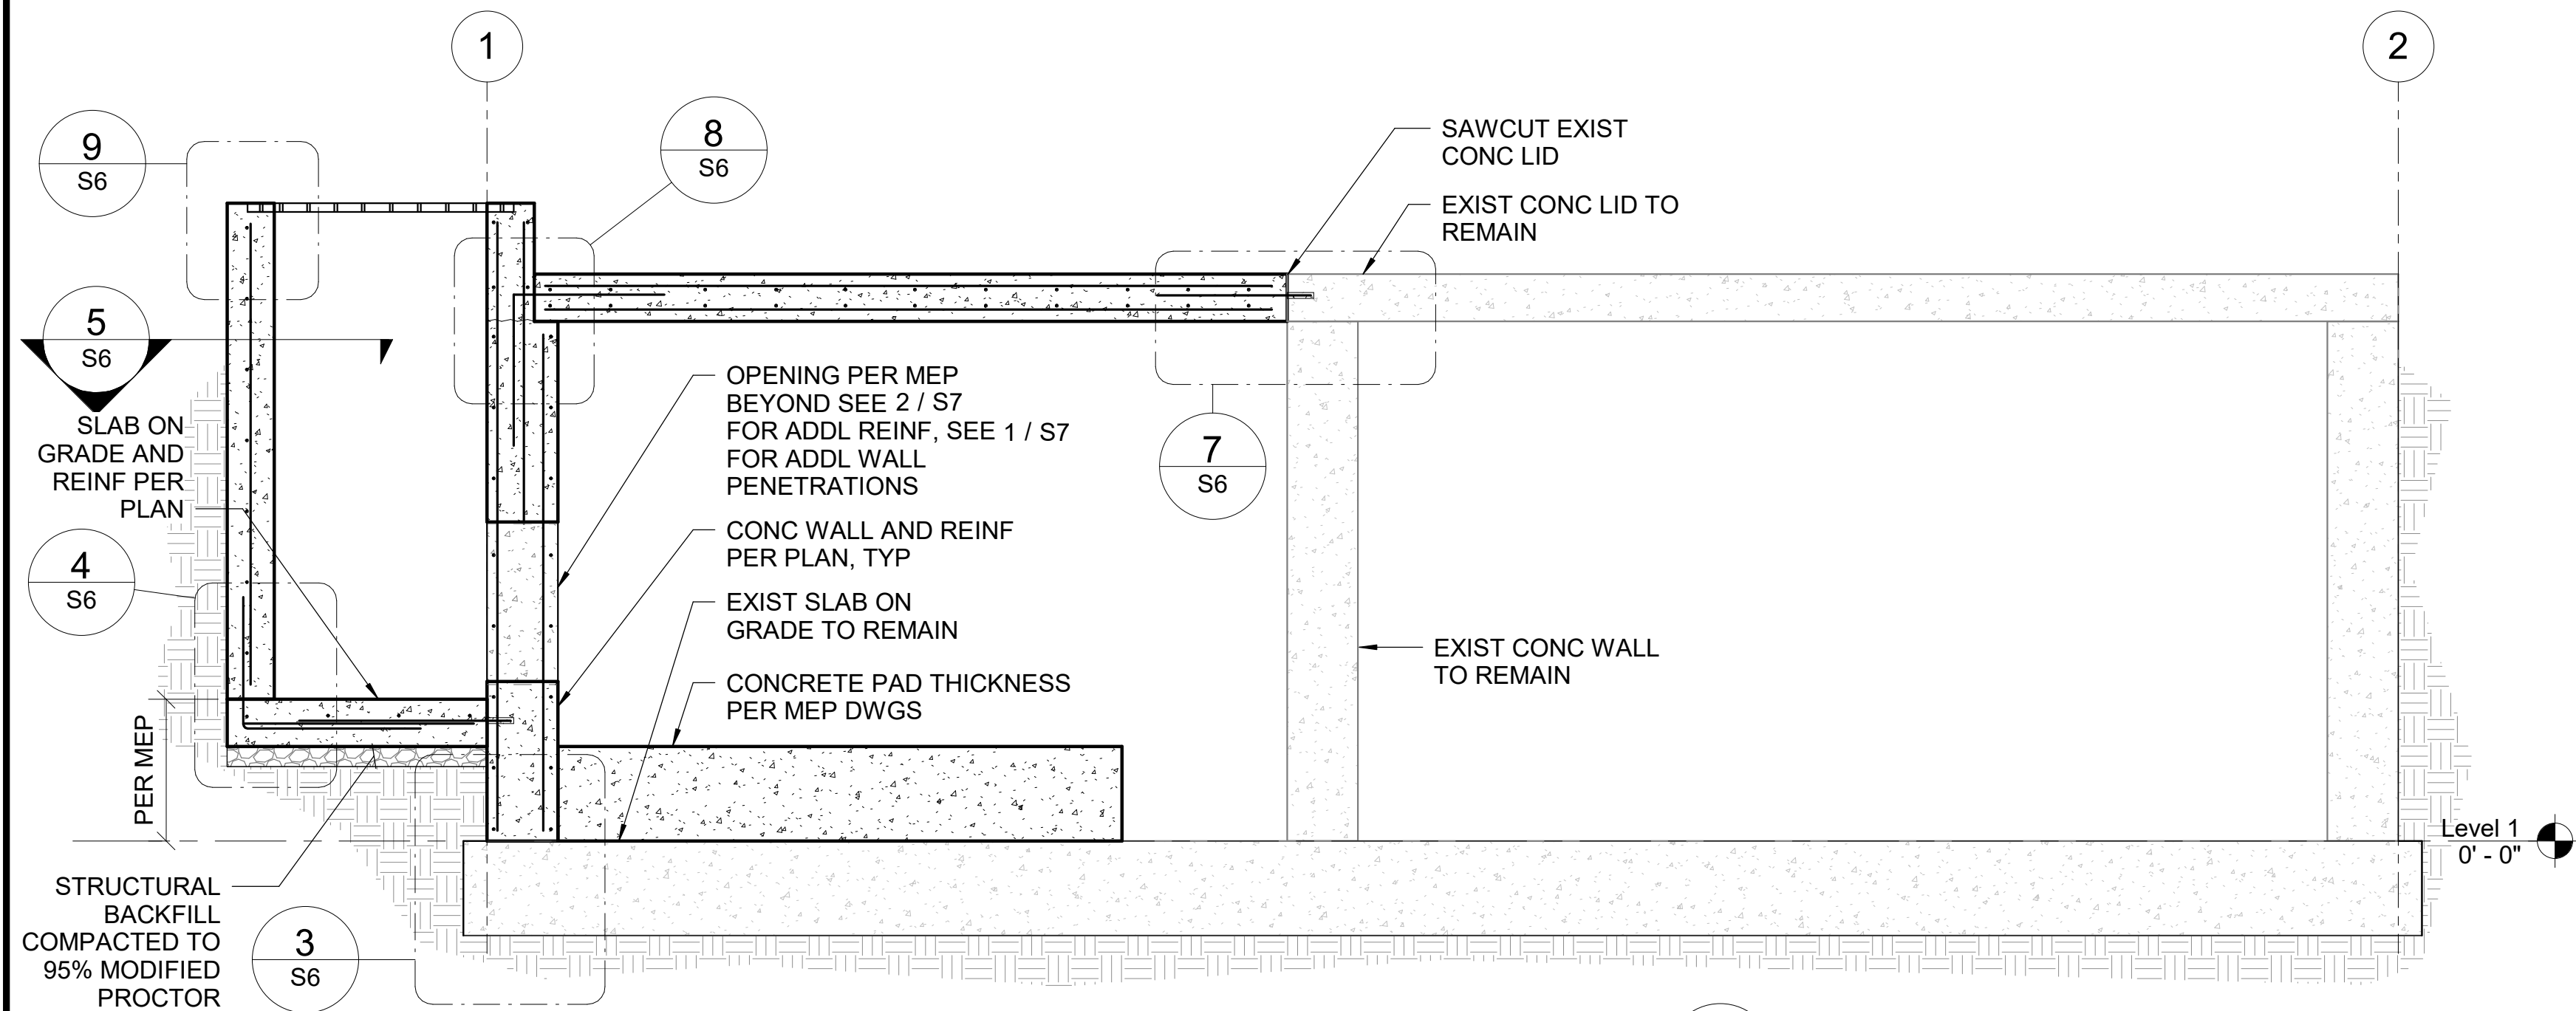 1
2
9
S6
8
S6
SAWCUT EXIST
CONC LID
EXIST CONC LID TO
REMAIN
5
S6
OPENING PER MEP
BEYOND SEE 2 / S7
FOR ADDL REINF, SEE 1 / S7
FOR ADDL WALL
PENETRATIONS
SLAB ON
GRADE AND
REINF PER
PLAN
7
S6
CONC WALL AND REINF
PER PLAN, TYP
4
S6
EXIST SLAB ON
GRADE TO REMAIN
EXIST CONC WALL
TO REMAIN
CONCRETE PAD THICKNESS
PER MEP DWGS
PER MEP
Level 1
0' - 0"
STRUCTURAL
BACKFILL
COMPACTED TO
95% MODIFIED
PROCTOR
3
S6